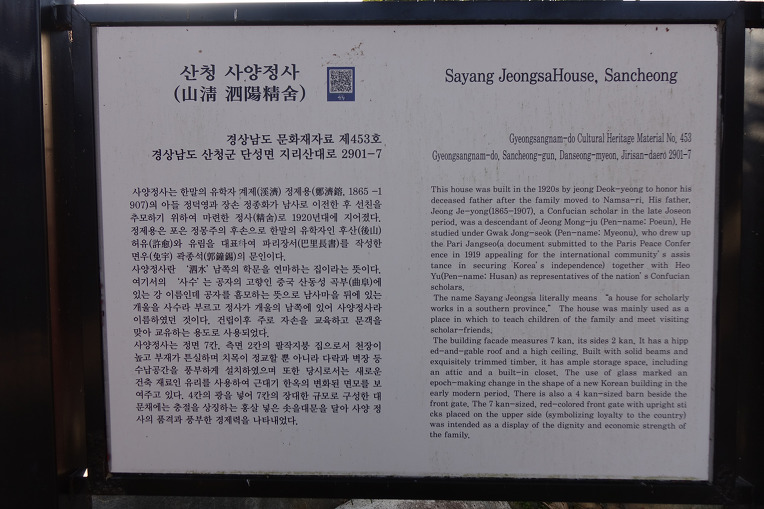 산청 사양정사
(山淸 泗陽精舍)
경상남도 문화재자료 제453호
경상남도 산청군 단성면 지리산대로 2901-7
사양정사는 한말의 유학자 계제(溪濟) 정제용(鄭濟鎔, 1865 -1
907)의 아들 정덕영과 장손 정종화가 남사로 이전한 후 선친을
추모하기 위하여 마련한 정사(精舍)로 1920년대에 지어졌다.
정제용은 포은 정몽주의 후손으로 한말의 유학자인 후산(後山)
허유(許愈)와 유림을 대표하여 파리장서(巴里長書)를 작성한
면우(免宇) 곽종석(郭鍾錫)의 문인이다.
사양정사란 '泗水' 남쪽의 학문을 연마하는 집이라는 뜻이다.
여기서의 '사수'는 공자의 고향인 중국 산동성 곡부(曲阜)에
있는 강 이름인데 공자를 흠모하는 뜻으로 남사마을 뒤에 있는
개울을 사수라 부르고 정사가 개울의 남쪽에 있어 사양정사라
이름하였던 것이다. 건립이후 주로 자손을 교육하고 문객을
맞아 교유하는 용도로 사용되었다.
사양정사는 정면 7칸, 측면 2칸의 팔작지붕 집으로서 천장이
높고 부재가 튼실하며 치목이 정교할 뿐 아니라 다락과 벽장 등
수납공간을 풍부하게 설치하였으며 또한 당시로서는 새로운
건축 재료인 유리를 사용하여 근대기 한옥의 변화된 면모를 보
여주고 있다. 4칸의 광을 넣어 7칸의 장대한 규모로 구성한 대
문채에는 충절을 상징하는 홍살 넣은 솟을대문을 달아 사양 정
사의 품격과 풍부한 경제력을 나타내었다.
Sayang JeongsaHouse, Sancheong
Gyeongsangnam-do Cultural Heritage Material No. 453
Gyeongsangnam-do, Sancheong-gun, Danseong-myeon, Jirisan-daero 2901-7
This house was built in the 1920s by jeong Deok-yeong to honor his
deceased father after the family moved to Namsa-ri. His father,
Jeong Je-yong(1865-1907), a Confucian scholar in the late Joseon
period, was a descendant of Jeong Mong-ju (Pen-name: Poeun), He
studied under Gwak Jong-seok (Pen-name: Myeonu), who drew up
the Pari Jangseo(a document submitted to the Paris Peace Confer
ence in 1919 appealing for the international community's assis
tance in securing Korea's independence) together with Heo
Yu(Pen-name: Husan) as representatives of the nation's Confucian
scholars.
The name Sayang Jeongsa literally means "a house for scholarly
works in a southern province." The house was mainly used as a
place in which to teach children of the family and meet visiting
scholar-friends.
The building facade measures 7 kan, its sides 2 kan, It has a hipp
ed-and-gable roof and a high ceiling. Built with solid beams and
exquisitely trimmed timber, it has ample storage space, including
an attic and a built-in closet. The use of glass marked an
epoch-making change in the shape of a new Korean building in the
early modern period, There is also a 4 kan-sized barn beside the
front gate. The 7 kan-sized, red-colored front gate with upright sti
cks placed on the upper side (symbolizing loyalty to the country)
was intended as a display of the dignity and economic strength of
the family.